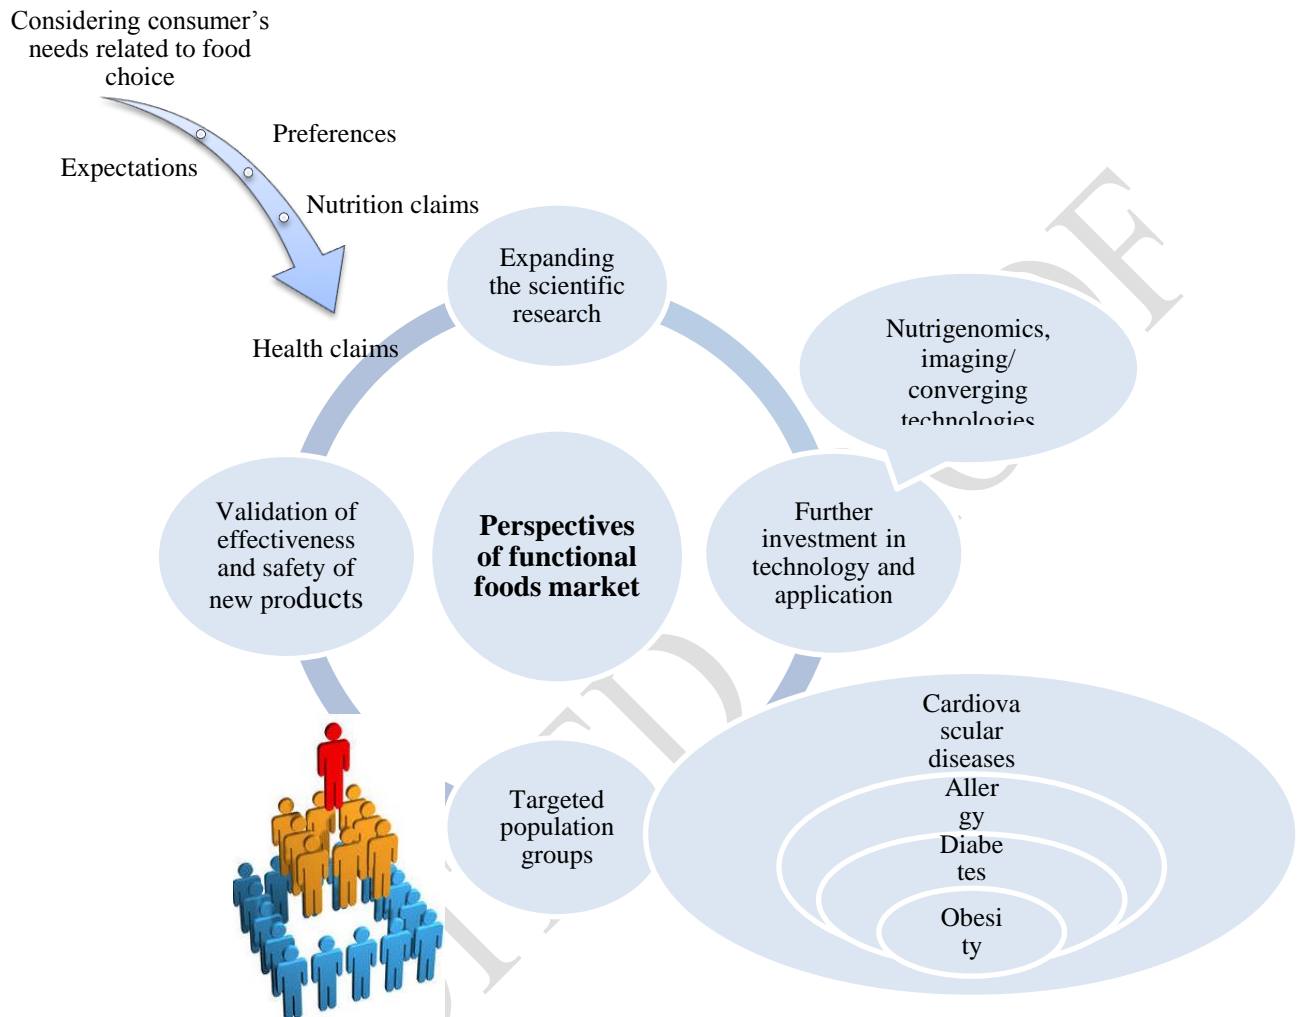 Considering consumer’s
needs related to food
choice
Preferences
Expectations
Nutrition claims
Health claims
Expanding
the scientific
research
Nutrigenomics,
imaging/
converging
technologies
Validation of
effectiveness
and safety of
new products
Perspectives
of functional
foods market
Further
investment in
technology and
application
Targeted
population
groups
Cardiova
scular
diseases
Aller
gy
Diabe
tes
Obesi
ty